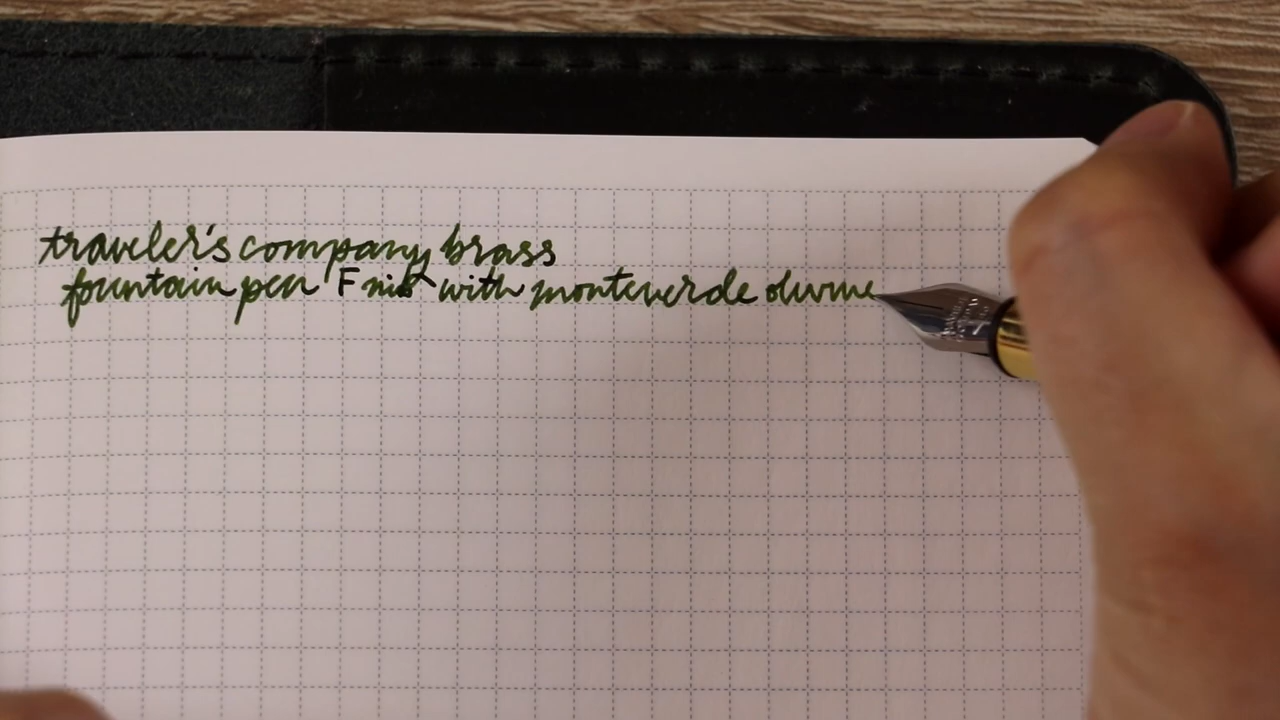 traveler's company brass
fountain pen F nib with monteverde olivine